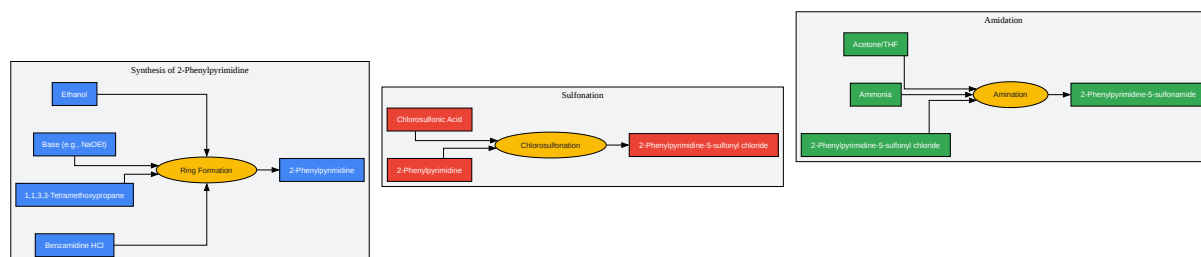 Synthesis of 2-Phenylpyrimidine
Ethanol
Base (e.g., NaOEt)
1,1,3,3-Tetramethoxypropane
Benzamidine HCl
Ring Formation
2-Phenylpyrimidine
Sulfonation
Chlorosulfonic Acid
2-Phenylpyrimidine
Chlorosulfonation
2-Phenylpyrimidine-5-sulfonyl chloride
Amidation
Acetone/THF
Ammonia
2-Phenylpyrimidine-5-sulfonyl chloride
Amination
2-Phenylpyrimidine-5-sulfonamide